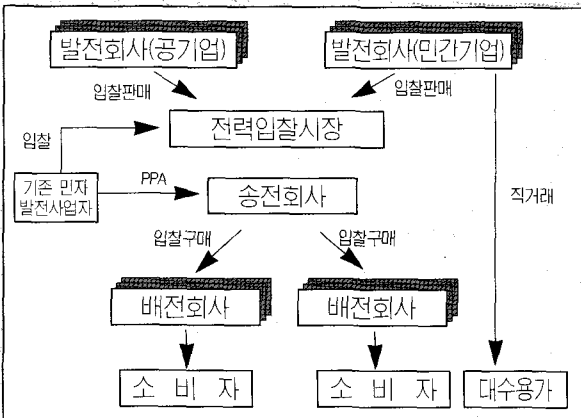 발전회사(공기업)
발전회사(민간기업)
입찰판매
입찰판매
입찰
전력입찰시장
기존 민자
발전사업자
PPA
송전회사
직거래
입찰구매
입찰구매
배전회사
배전회사
소 비 자
소 비 자
대수용가